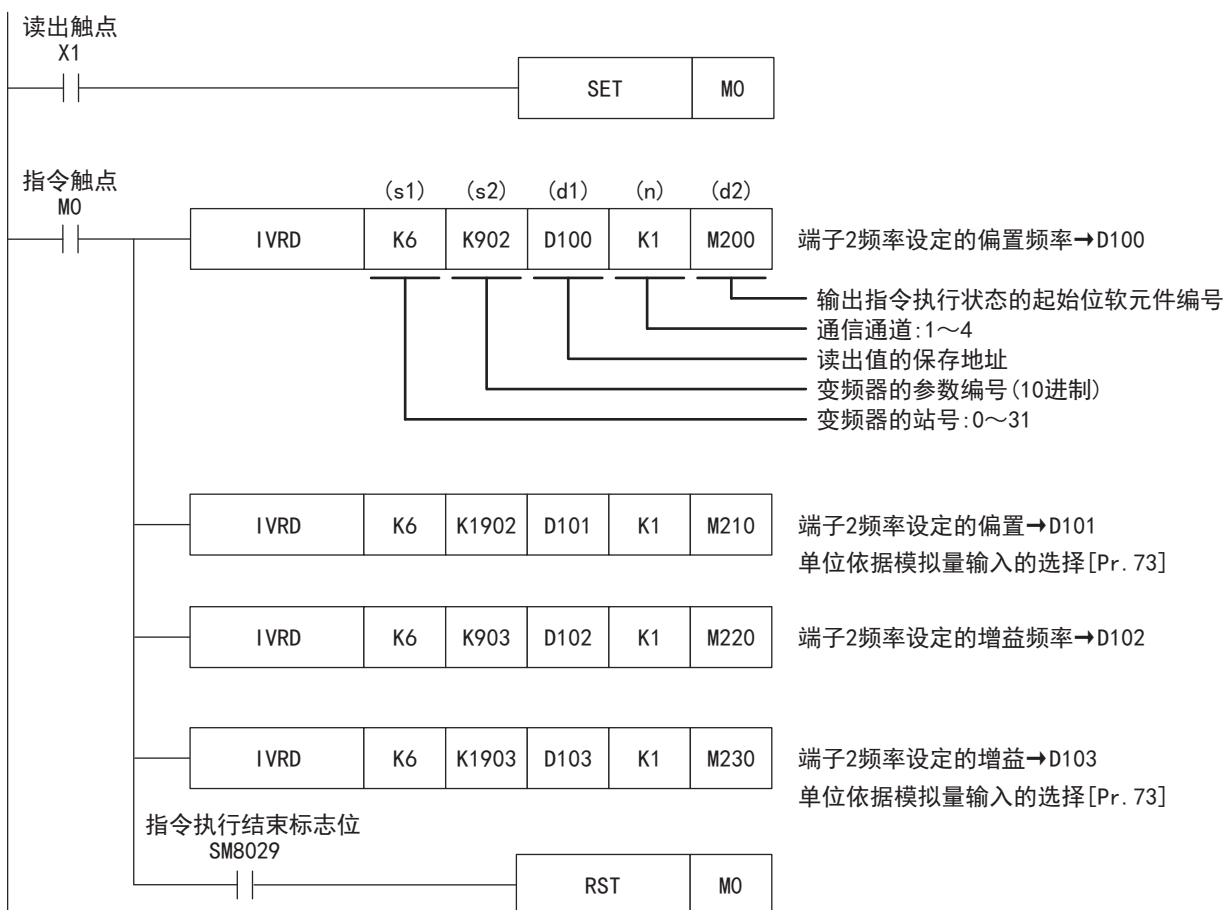 读出触点
X1
SET M0
指令触点
M0
(s1) (s2) (d1) (n) (d2)
IVRD K6 K902 D100 K1 M200 端子2频率设定的偏置频率→D100
输出指令执行状态的起始位软元件编号
通信通道:1～4
读出值的保存地址
变频器的参数编号(10进制)
变频器的站号:0～31
IVRD K6 K1902 D101 K1 M210 端子2频率设定的偏置→D101
单位依据模拟量输入的选择[Pr.73]
IVRD K6 K903 D102 K1 M220 端子2频率设定的增益频率→D102
IVRD K6 K1903 D103 K1 M230 端子2频率设定的增益→D103
单位依据模拟量输入的选择[Pr.73]
指令执行结束标志位
SM8029
RST M0